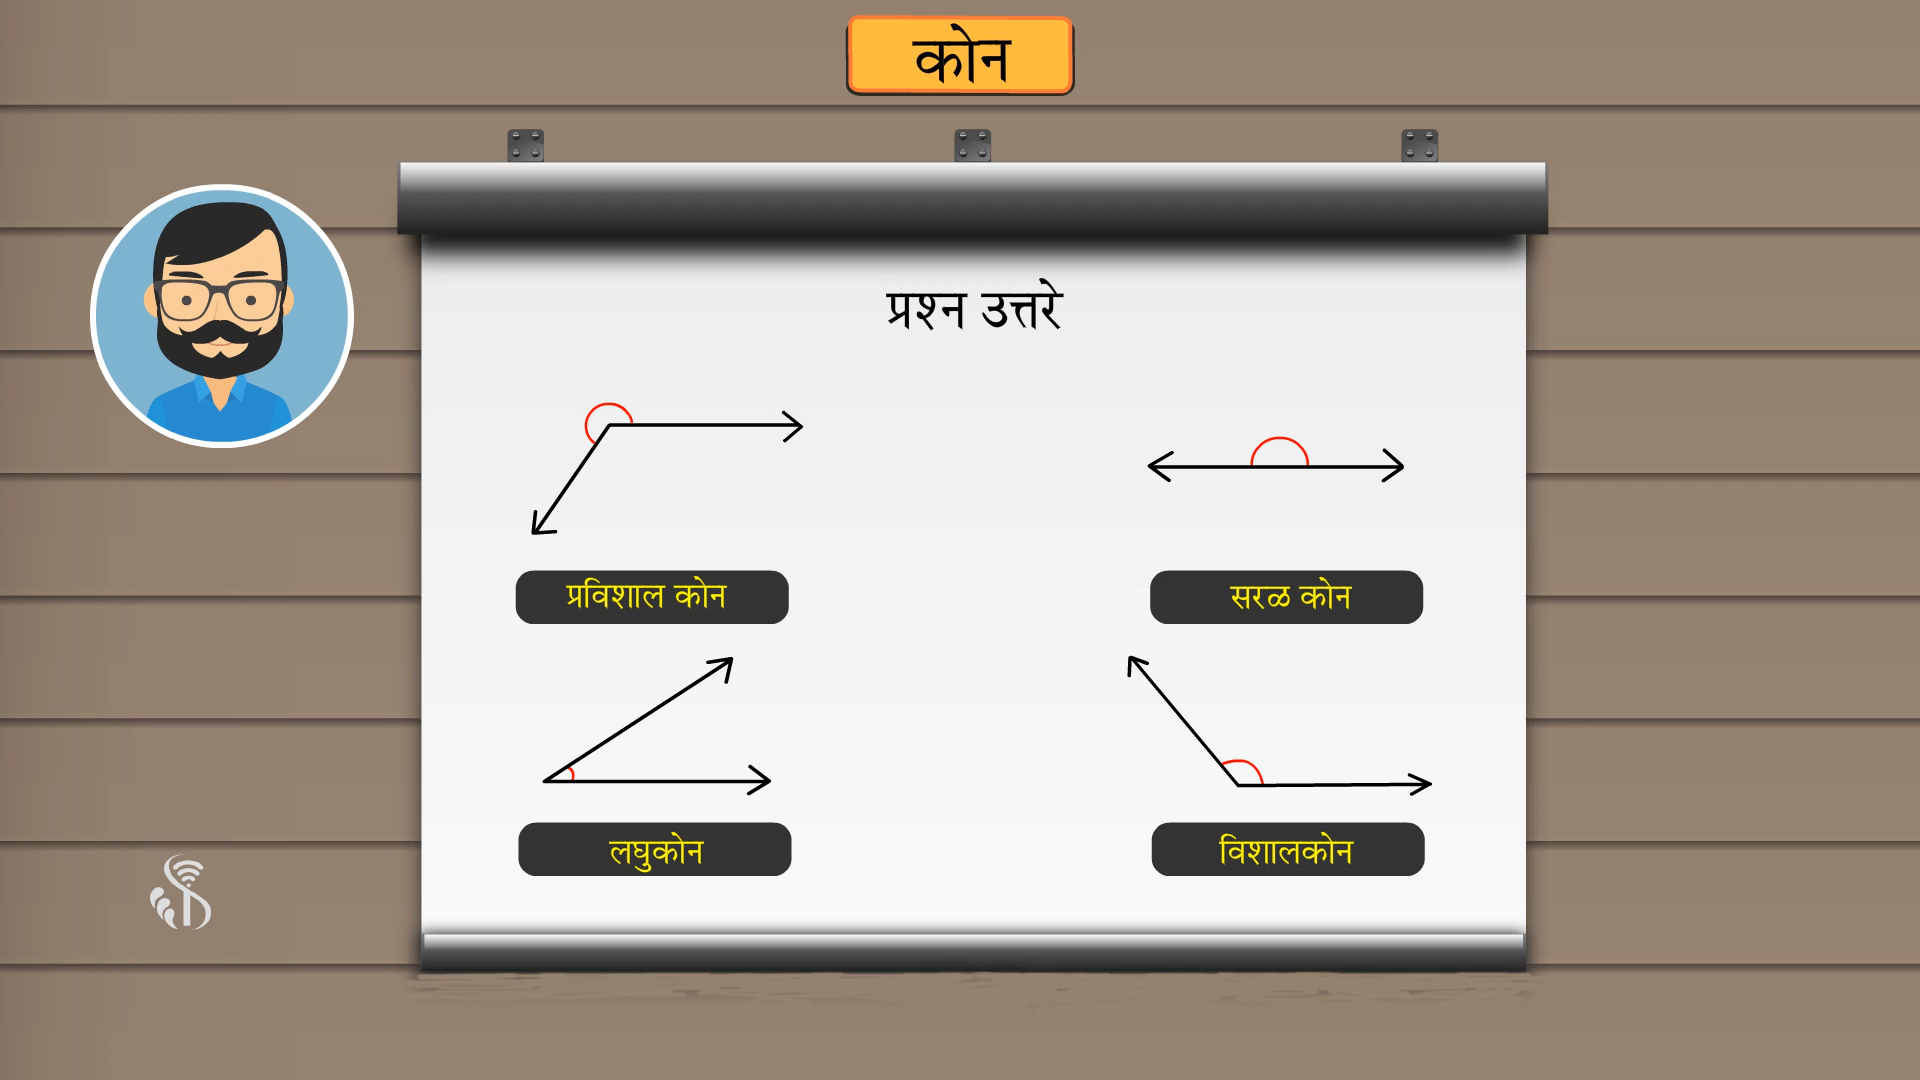 कोन
प्रश्न उत्तरे
प्रविशाल कोन
सरळ कोन
लघुकोन
विशालकोन